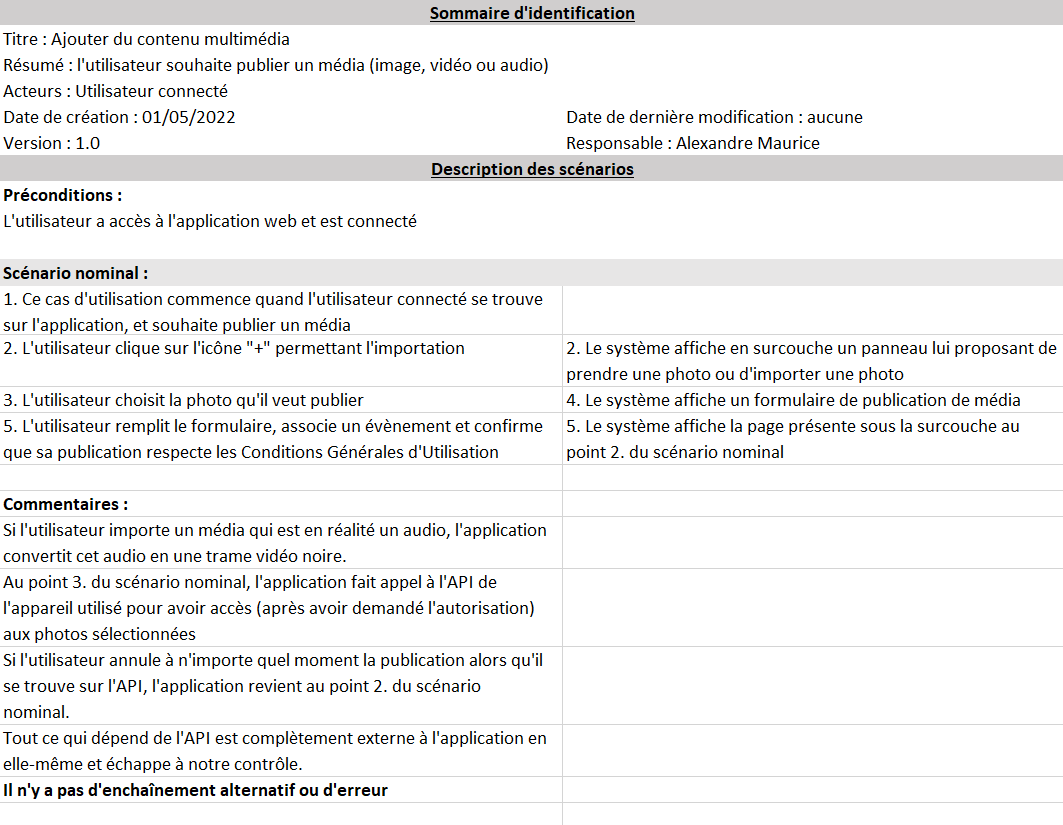 Sommaire d'identification
Titre : Ajouter du contenu multimédia
Résumé : l'utilisateur souhaite publier un média (image, vidéo ou audio)
Acteurs : Utilisateur connecté
Date de création : 01/05/2022
Date de dernière modification : aucune
Version : 1.0
Responsable : Alexandre Maurice
Description des scénarios
Préconditions :
L'utilisateur a accès à l'application web et est connecté
Scénario nominal :
1. Ce cas d'utilisation commence quand l'utilisateur connecté se trouve
sur l'application, et souhaite publier un média
2. L'utilisateur clique sur l'icône "+" permettant l'importation
2. Le système affiche en surcouche un panneau lui proposant de
prendre une photo ou d'importer une photo
3. L'utilisateur choisit la photo qu'il veut publier
4. Le système affiche un formulaire de publication de média
5. L'utilisateur remplit le formulaire, associe un évènement et confirme
que sa publication respecte les Conditions Générales d'Utilisation
5. Le système affiche la page présente sous la surcouche au
point 2. du scénario nominal
Commentaires :
Si l'utilisateur importe un média qui est en réalité un audio, l'application
convertit cet audio en une trame vidéo noire.
Au point 3. du scénario nominal, l'application fait appel à l'API de
l'appareil utilisé pour avoir accès (après avoir demandé l'autorisation)
aux photos sélectionnées
Si l'utilisateur annule à n'importe quel moment la publication alors qu'il
se trouve sur l'API, l'application revient au point 2. du scénario
nominal.
Tout ce qui dépend de l'API est complètement externe à l'application en
elle-même et échappe à notre contrôle.
Il n'y a pas d'enchaînement alternatif ou d'erreur